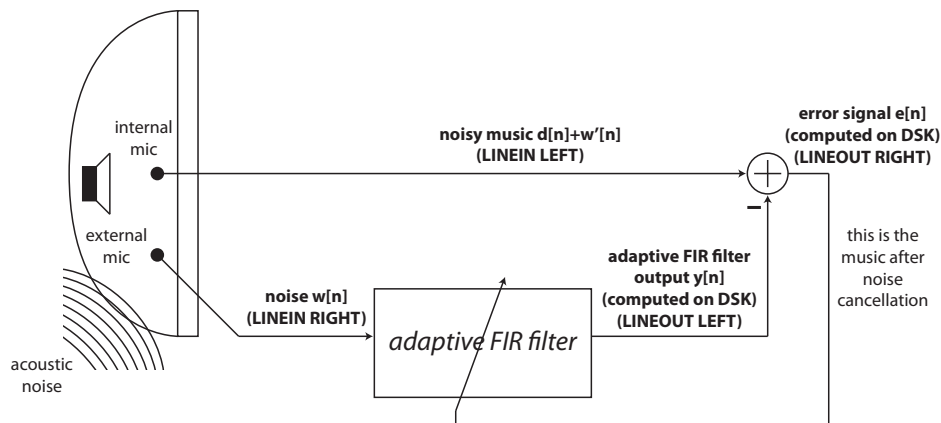 internal
mic
external
mic
acoustic
noise
noisy music d[n]+w'[n]
(LINEIN LEFT)
noise w[n]
(LINEIN RIGHT)
adaptive FIR filter
adaptive FIR filter
output y[n]
(computed on DSK)
(LINEOUT LEFT)
error signal e[n]
(computed on DSK)
(LINEOUT RIGHT)
this is the
music after
noise
cancellation